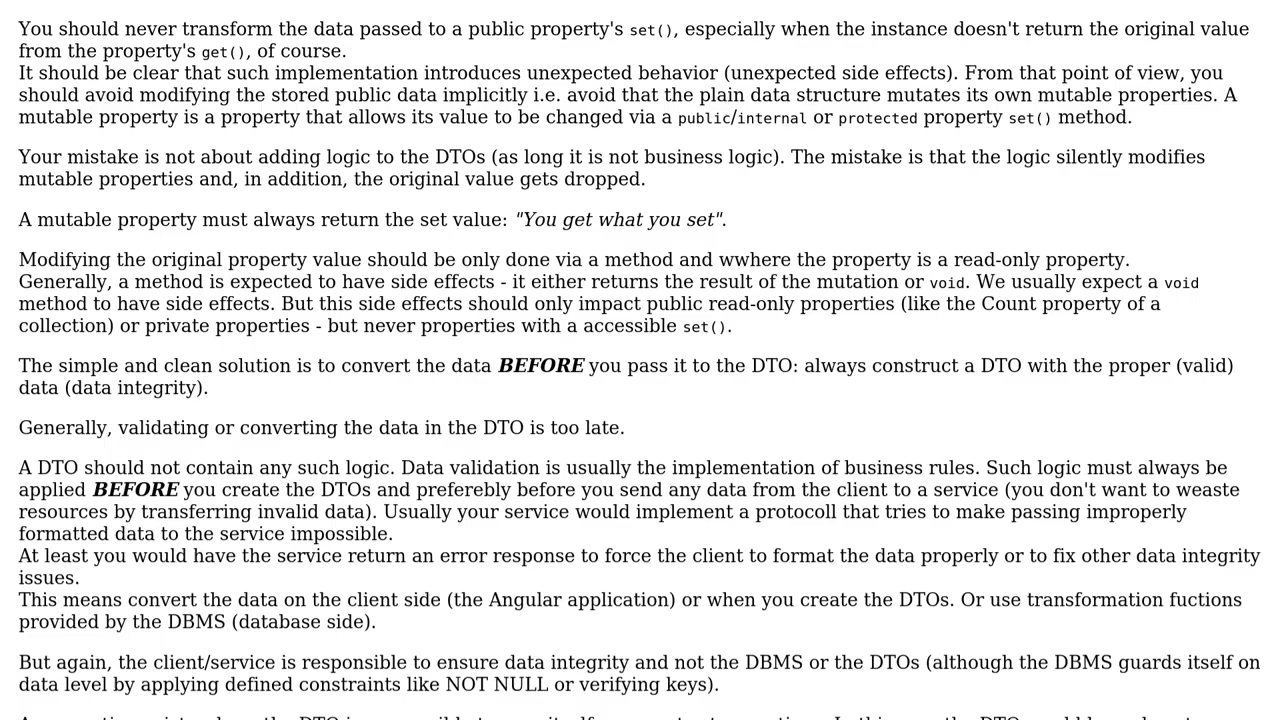 You should never transform the data passed to a public property's set(), especially when the instance doesn't return the original value
from the property's get(), of course.
It should be clear that such implementation introduces unexpected behavior (unexpected side effects). From that point of view, you
should avoid modifying the stored public data implicitly i.e. avoid that the plain data structure mutates its own mutable properties. A
mutable property is a property that allows its value to be changed via a public/internal or protected property set() method.
Your mistake is not about adding logic to the DTOs (as long it is not business logic). The mistake is that the logic silently modifies
mutable properties and, in addition, the original value gets dropped.
A mutable property must always return the set value: "You get what you set".
Modifying the original property value should be only done via a method and wwhere the property is a read-only property.
Generally, a method is expected to have side effects - it either returns the result of the mutation or void. We usually expect a void
method to have side effects. But this side effects should only impact public read-only properties (like the Count property of a
collection) or private properties - but never properties with a accessible set().
The simple and clean solution is to convert the data BEFORE you pass it to the DTO: always construct a DTO with the proper (valid)
data (data integrity).
Generally, validating or converting the data in the DTO is too late.
A DTO should not contain any such logic. Data validation is usually the implementation of business rules. Such logic must always be
applied BEFORE you create the DTOs and preferebly before you send any data from the client to a service (you don't want to weaste
resources by transferring invalid data). Usually your service would implement a protocoll that tries to make passing improperly
formatted data to the service impossible.
At least you would have the service return an error response to force the client to format the data properly or to fix other data integrity
issues.
This means convert the data on the client side (the Angular application) or when you create the DTOs. Or use transformation fuctions
provided by the DBMS (database side).
But again, the client/service is responsible to ensure data integrity and not the DBMS or the DTOs (although the DBMS guards itself on
data level by applying defined constraints like NOT NULL or verifying keys).